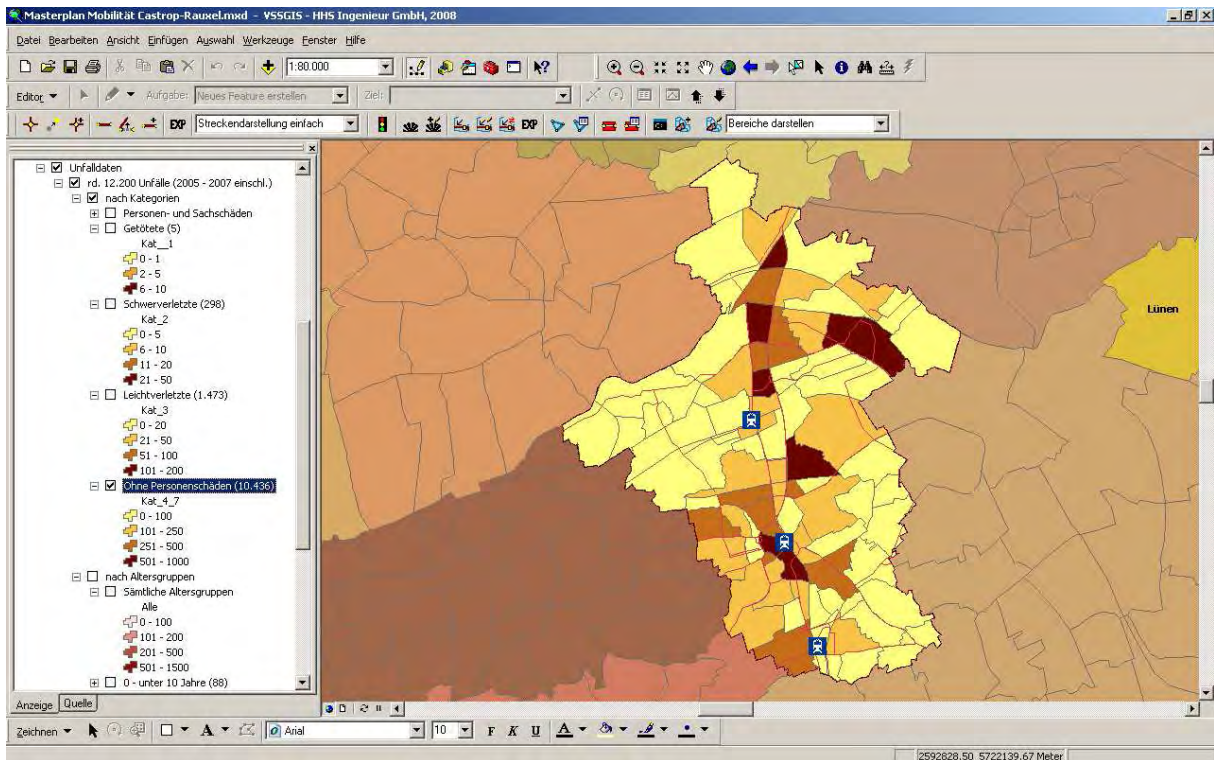 Masterplan Mobilität Castrop-Rauxel.mxd - VSSGIS - HHS Ingenieur GmbH, 2008
Datei Bearbeiten Ansicht Einfügen Auswahl Werkzeuge Fenster Hilfe
1:80.000
Editor Aufgabe: Neues Feature erstellen Ziel:
EXP Streckendarstellung einfach EXP Bereiche darstellen
Unfalldaten
rd. 12.200 Unfälle (2005 - 2007 einschl.)
nach Kategorien
Personen- und Sachschäden
Getötete (5)
Kat__1
0 - 1
2 - 5
6 - 10
Schwerverletzte (298)
Kat_2
0 - 5
6 - 10
11 - 20
21 - 50
Leichtverletzte (1.473)
Kat_3
0 - 20
21 - 50
51 - 100
101 - 200
Ohne Personenschäden (10.436)
Kat_4_7
0 - 100
101 - 250
251 - 500
501 - 1000
nach Altersgruppen
Sämtliche Altersgruppen
Alle
0 - 100
101 - 200
201 - 500
501 - 1500
0 - unter 10 Jahre (88)
Anzeige Quelle
Lünen
Zeichnen A Arial 10 F K U A
2592828.50 5722139.67 Meter